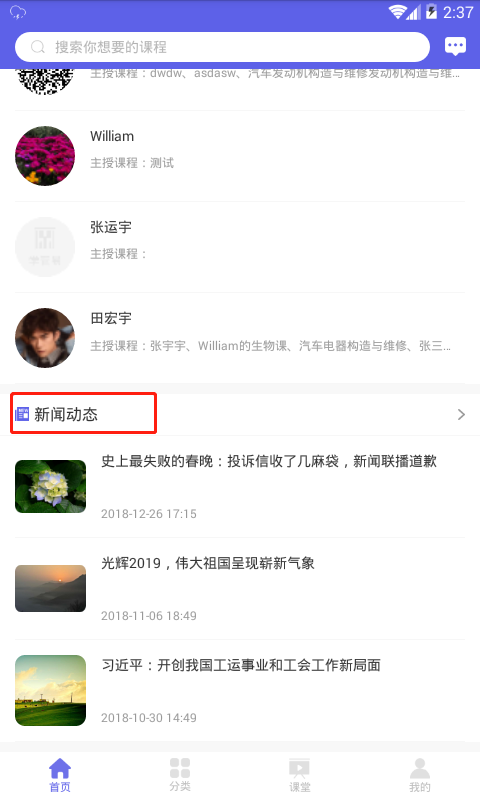 2:37
搜索你想要的课程
主授课程：dwdw、asdasw、汽车发动机构造与维修发动机构造与维...
William
主授课程：测试
张运宇
主授课程：
田宏宇
主授课程：张宇宇、William的生物课、汽车电器构造与维修、张三...
新闻动态
史上最失败的春晚：投诉信收了几麻袋，新闻联播道歉
2018-12-26 17:15
光辉2019，伟大祖国呈现崭新气象
2018-11-06 18:49
习近平：开创我国工运事业和工会工作新局面
2018-10-30 14:49
首页
分类
课堂
我的